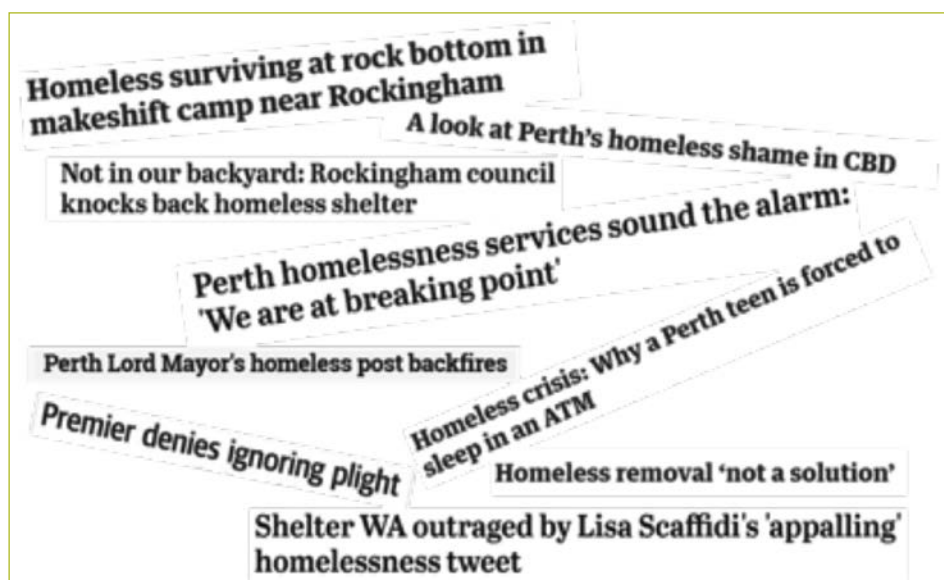 Homeless surviving at rock bottom in
makeshift camp near Rockingham
A look at Perth's homeless shame in CBD
Not in our backyard: Rockingham council
knocks back homeless shelter
Perth homelessness services sound the alarm:
'We are at breaking point'
Perth Lord Mayor's homeless post backfires
Homeless crisis: Why a Perth teen is forced to
sleep in an ATM
Premier denies ignoring plight
Homeless removal ‘not a solution’
Shelter WA outraged by Lisa Scaffidi's 'appalling'
homelessness tweet